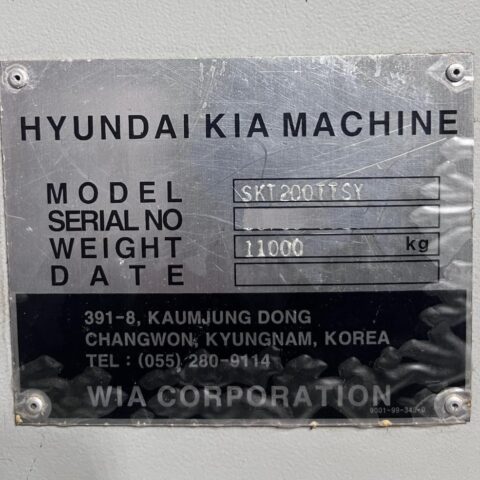 HYUNDAI KIA MACHINE
MODEL SKT200TTSY
SERIAL NO
WEIGHT 11000 kg
DATE
391-8, KAUMJUNG DONG
CHANGWON, KYUNGNAM, KOREA
TEL : (055) 280-9114
WIA CORPORATION